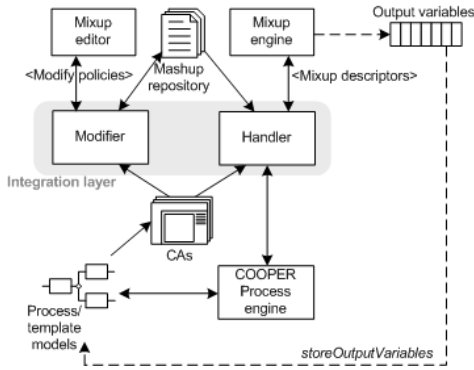 Mixup
editor
Mashup
repository
Mixup
engine
Output variables
<Modify policies>
<Mixup descriptors>
Modifier
Handler
Integration layer
CAs
COOPER
Process
engine
Process/
template
models
storeOutputVariables